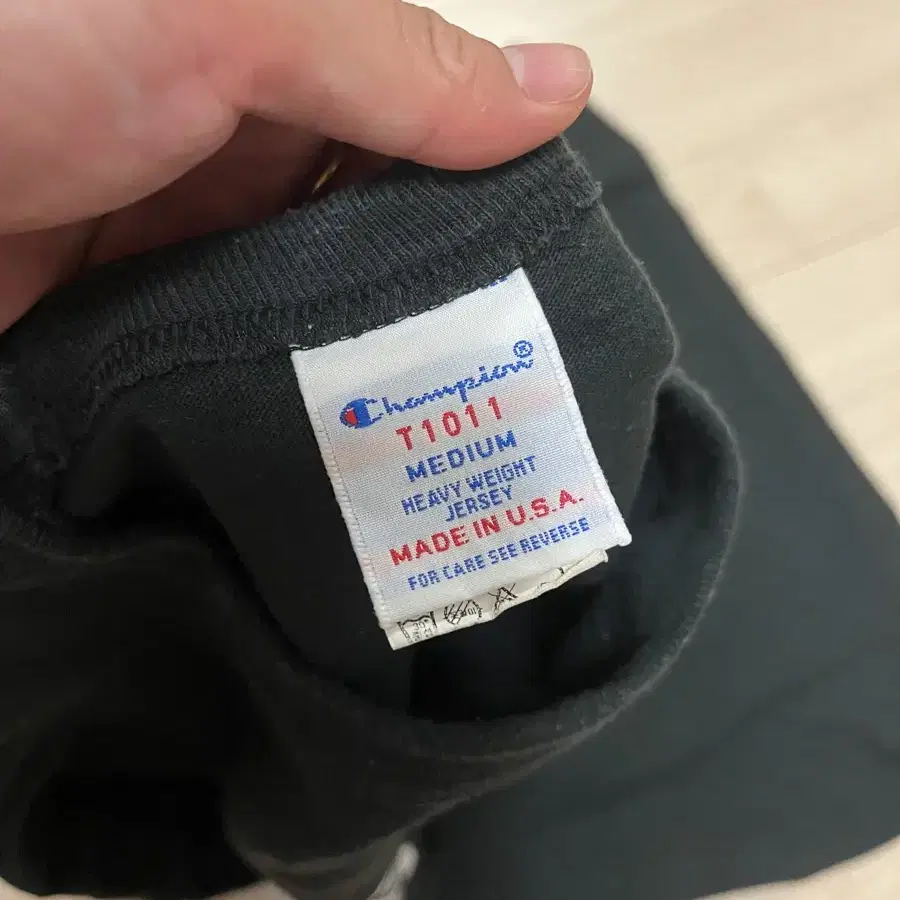 Champion®
T1011
MEDIUM
HEAVY WEIGHT
JERSEY
MADE IN U.S.A.
FOR CARE SEE REVERSE